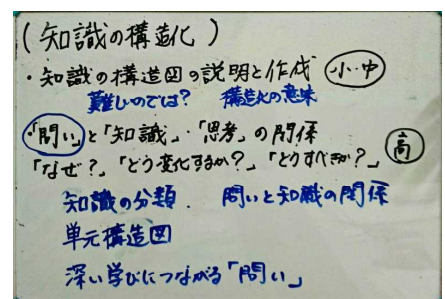 (知識の構造化)
・知識の構造図の説明と作成 小・中
難しいのでは? 構造化の意味
「問い」と「知識」・「思考」の関係
「なぜ?」「どう変化するか?」「どうすべきか?」 高
知識の分類. 問いと知識の関係
単元構造図
深い学びにつながる「問い」